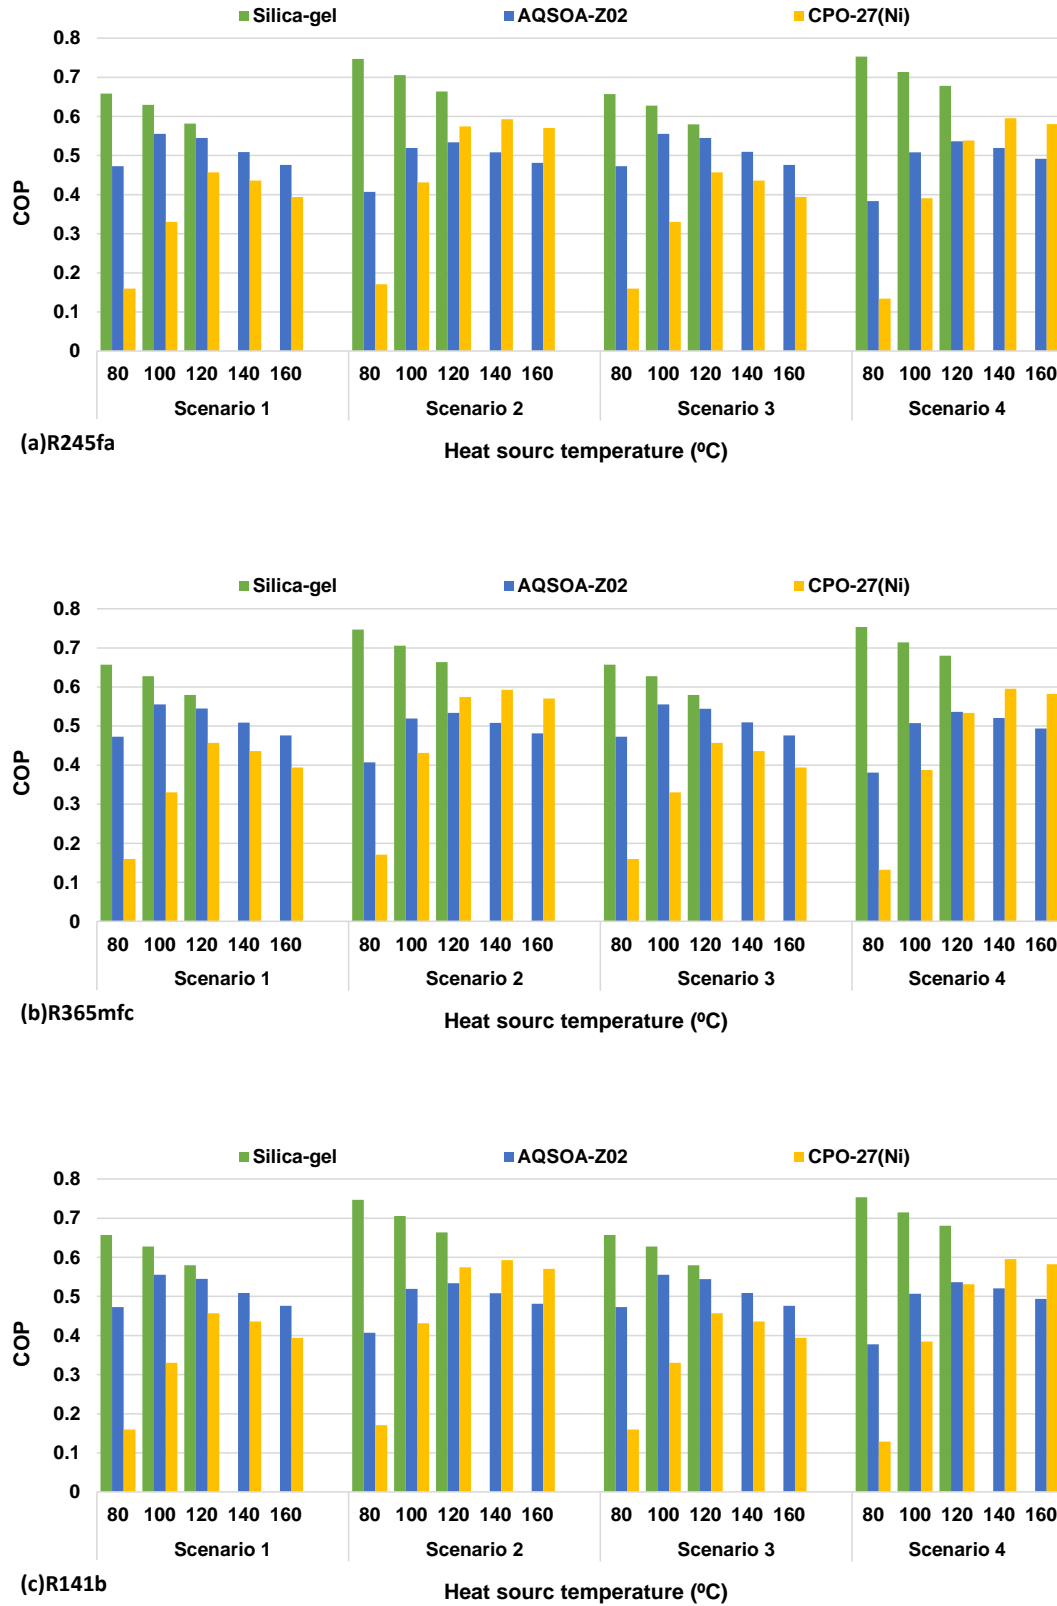 Silica-gel AQSOA-Z02 CPO-27(Ni)
0.8
0.7
0.6
0.5
0.4
0.3
0.2
0.1
0
COP
80 100 120 140 160 80 100 120 140 160 80 100 120 140 160 80 100 120 140 160
Scenario 1 Scenario 2 Scenario 3 Scenario 4
(a)R245fa
Heat sourc temperature (⁰C)
Silica-gel AQSOA-Z02 CPO-27(Ni)
0.8
0.7
0.6
0.5
0.4
0.3
0.2
0.1
0
COP
80 100 120 140 160 80 100 120 140 160 80 100 120 140 160 80 100 120 140 160
Scenario 1 Scenario 2 Scenario 3 Scenario 4
(b)R365mfc
Heat sourc temperature (⁰C)
Silica-gel AQSOA-Z02 CPO-27(Ni)
0.8
0.7
0.6
0.5
0.4
0.3
0.2
0.1
0
COP
80 100 120 140 160 80 100 120 140 160 80 100 120 140 160 80 100 120 140 160
Scenario 1 Scenario 2 Scenario 3 Scenario 4
(c)R141b
Heat sourc temperature (⁰C)